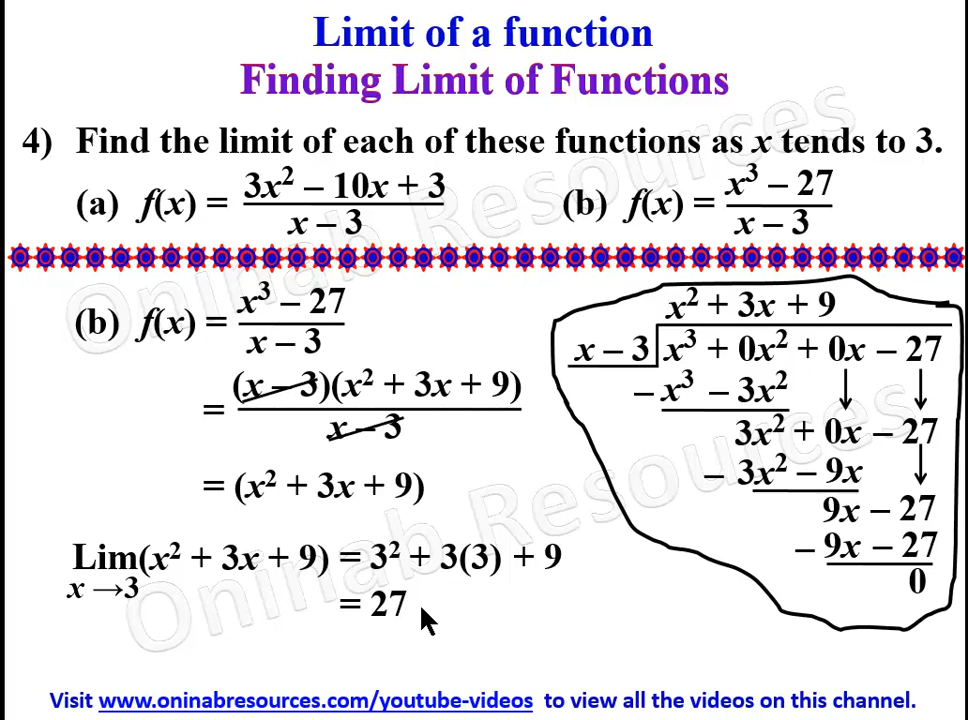 Limit of a function
Finding Limit of Functions
4) Find the limit of each of these functions as x tends to 3.
(a) f(x) = (3x² – 10x + 3)/(x – 3) (b) f(x) = (x³ – 27)/(x – 3)
(b) f(x) = (x³ – 27)/(x – 3)
= (x – 3)(x² + 3x + 9)/(x – 3)
= (x² + 3x + 9)
Lim(x² + 3x + 9) = 3² + 3(3) + 9
x →3
= 27
x² + 3x + 9
x – 3 x³ + 0x² + 0x – 27
– x³ – 3x²
3x² + 0x – 27
– 3x² – 9x
9x – 27
– 9x – 27
0
Oninab Resources
Oninab Resources
Visit www.oninabresources.com/youtube-videos to view all the videos on this channel.